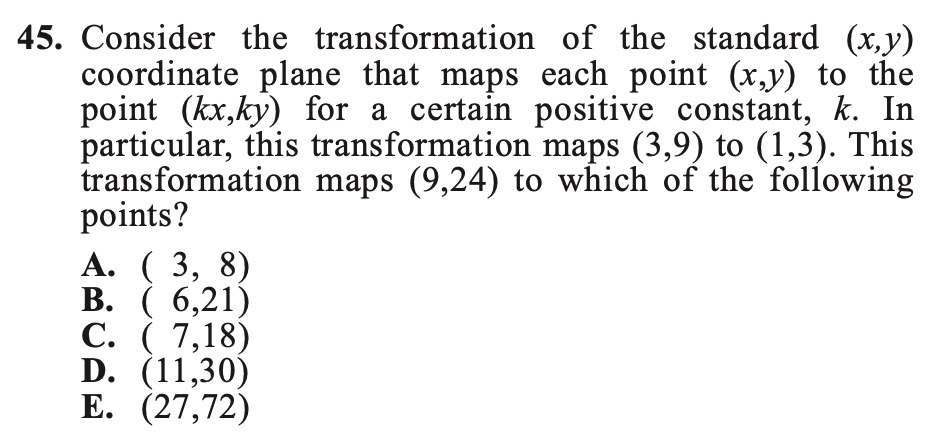 45. Consider the transformation of the standard (x,y)
coordinate plane that maps each point (x,y) to the
point (kx,ky) for a certain positive constant, k. In
particular, this transformation maps (3,9) to (1,3). This
transformation maps (9,24) to which of the following
points?
A. ( 3, 8)
B. ( 6,21)
C. ( 7,18)
D. (11,30)
E. (27,72)